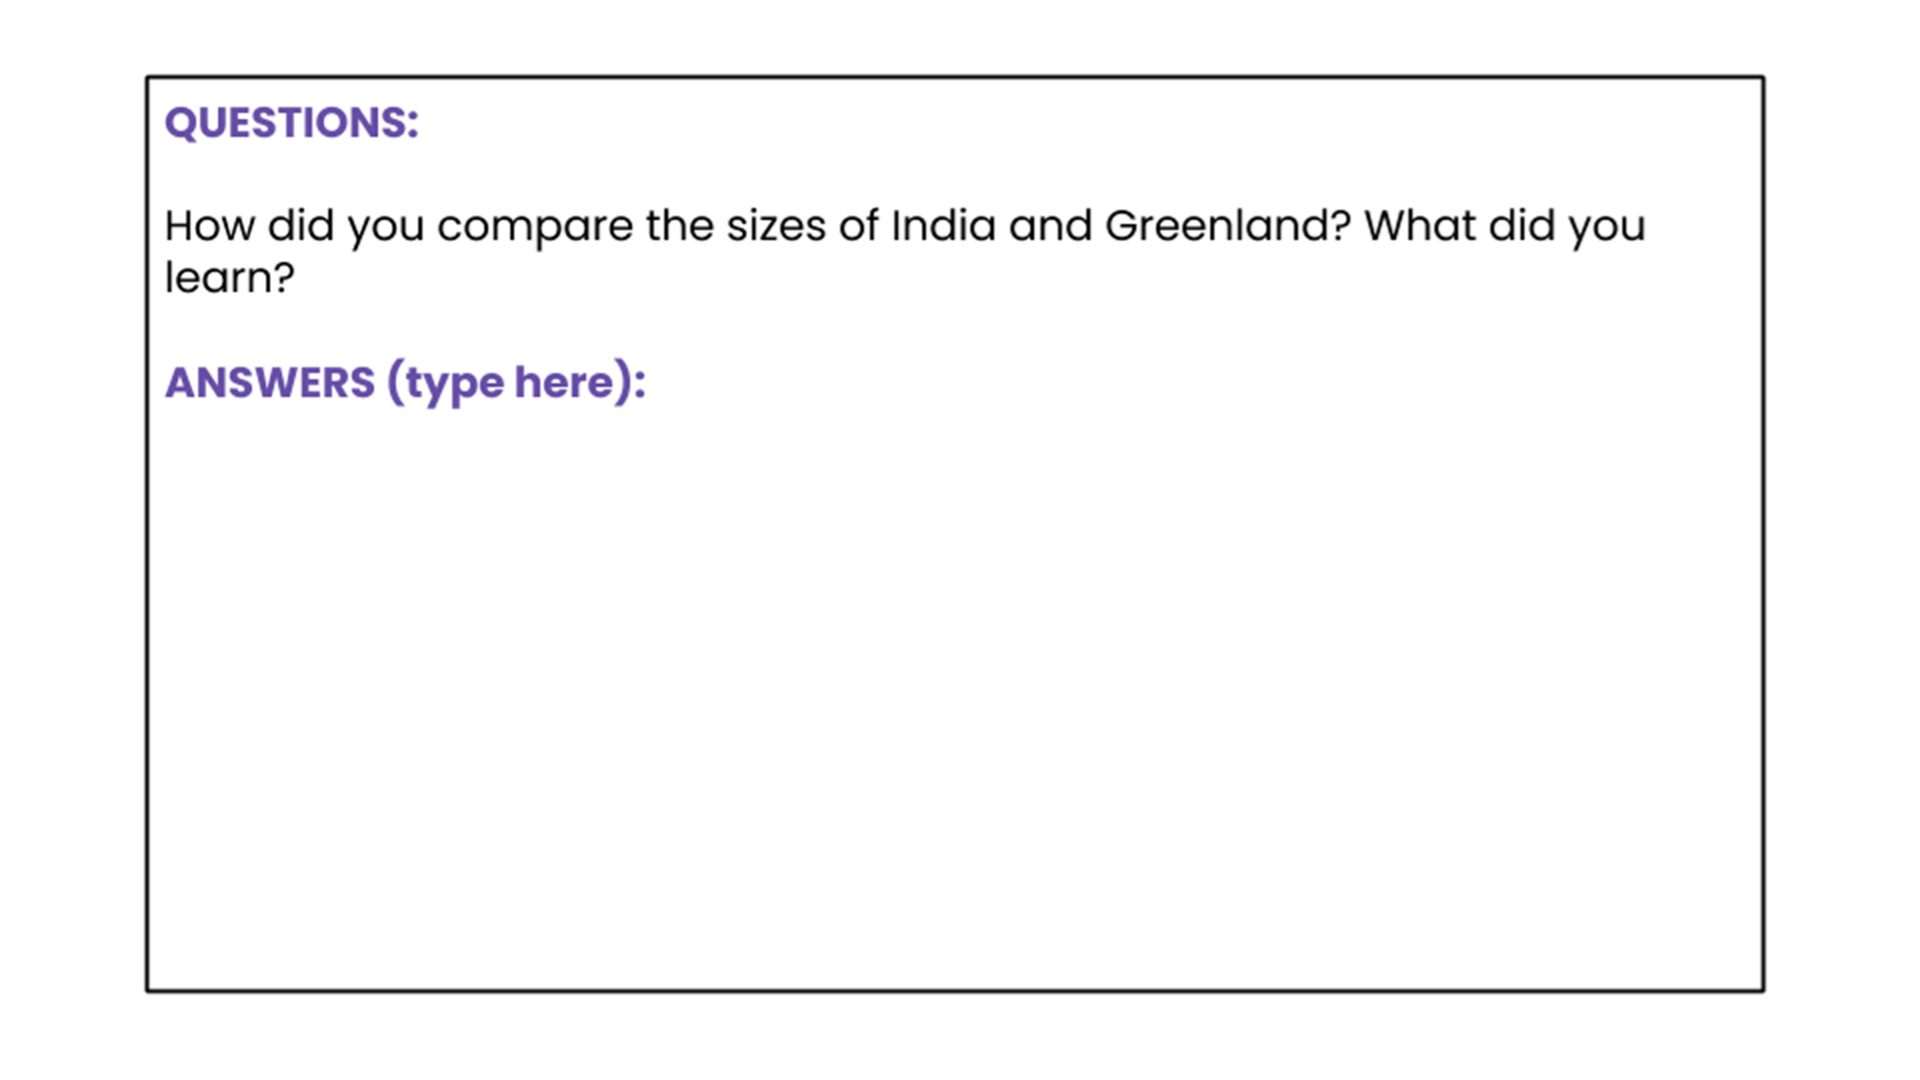 QUESTIONS:
How did you compare the sizes of India and Greenland? What did you
learn?
ANSWERS (type here):